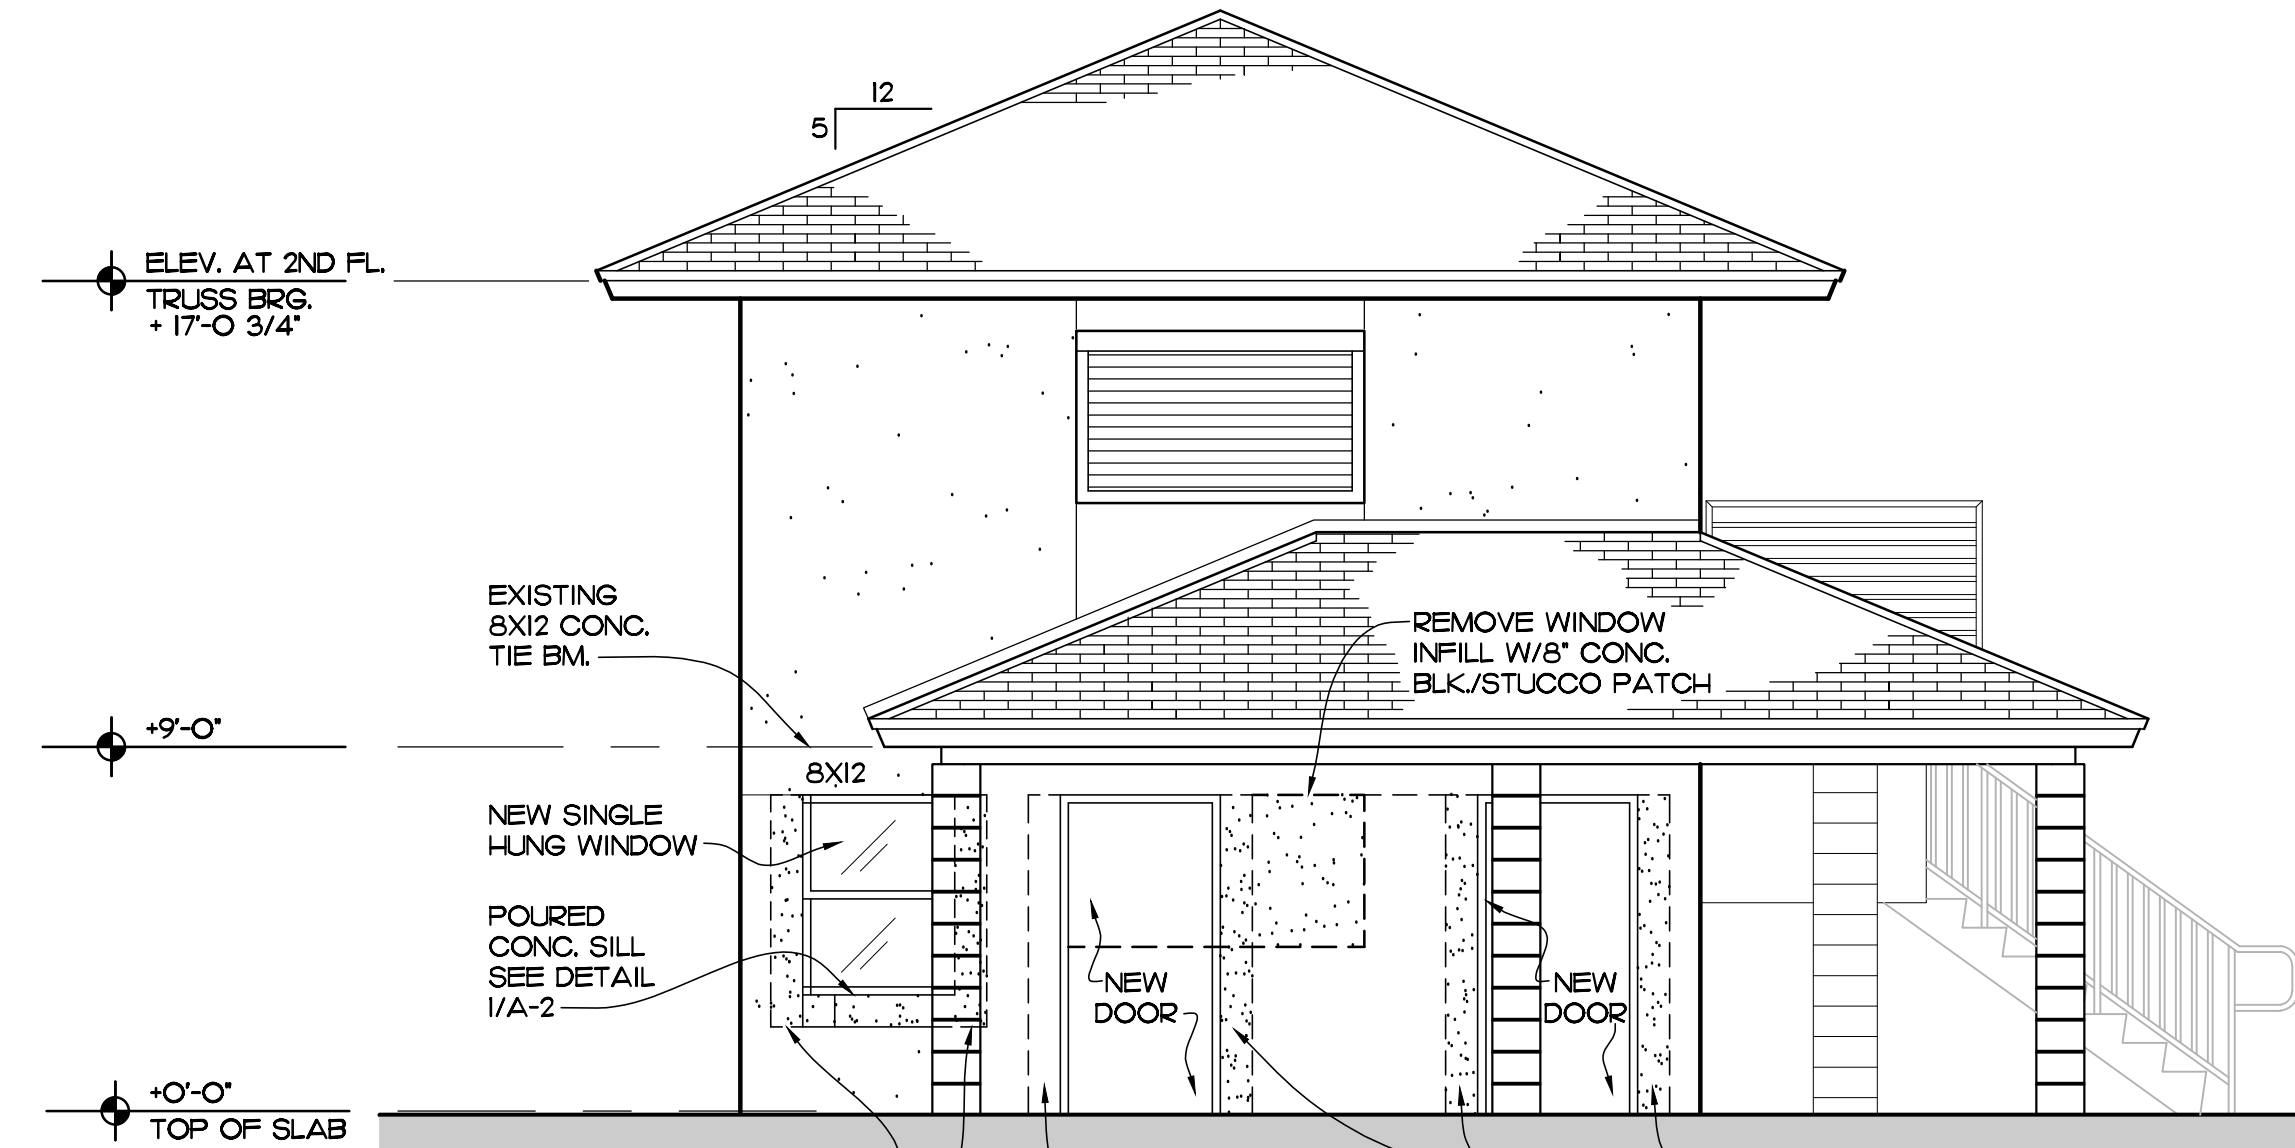 12
5
ELEV. AT 2ND FL.
TRUSS BRG.
+ 17'-0 3/4"
EXISTING
8X12 CONC.
TIE BM.
REMOVE WINDOW
INFILL W/8" CONC.
BLK./STUCCO PATCH
+9'-0"
8X12
NEW SINGLE
HUNG WINDOW
POURED
CONC. SILL
SEE DETAIL
1/A-2
NEW
DOOR
NEW
DOOR
+0'-0"
TOP OF SLAB